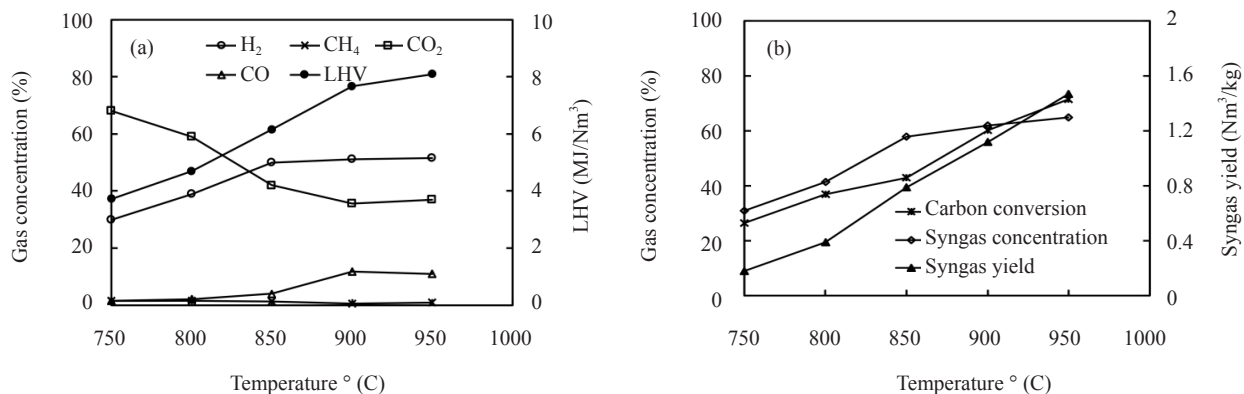 (a)
H₂ CH₄ CO₂
CO LHV
Gas concentration (%)
100
80
60
40
20
0
LHV (MJ/Nm³)
10
8
6
4
2
0
750 800 850 900 950 1000
Temperature ° (C)
(b)
Carbon conversion
Syngas concentration
Syngas yield
Gas concentration (%)
100
80
60
40
20
0
Syngas yield (Nm³/kg)
2
1.6
1.2
0.8
0.4
0
750 800 850 900 950 1000
Temperature ° (C)